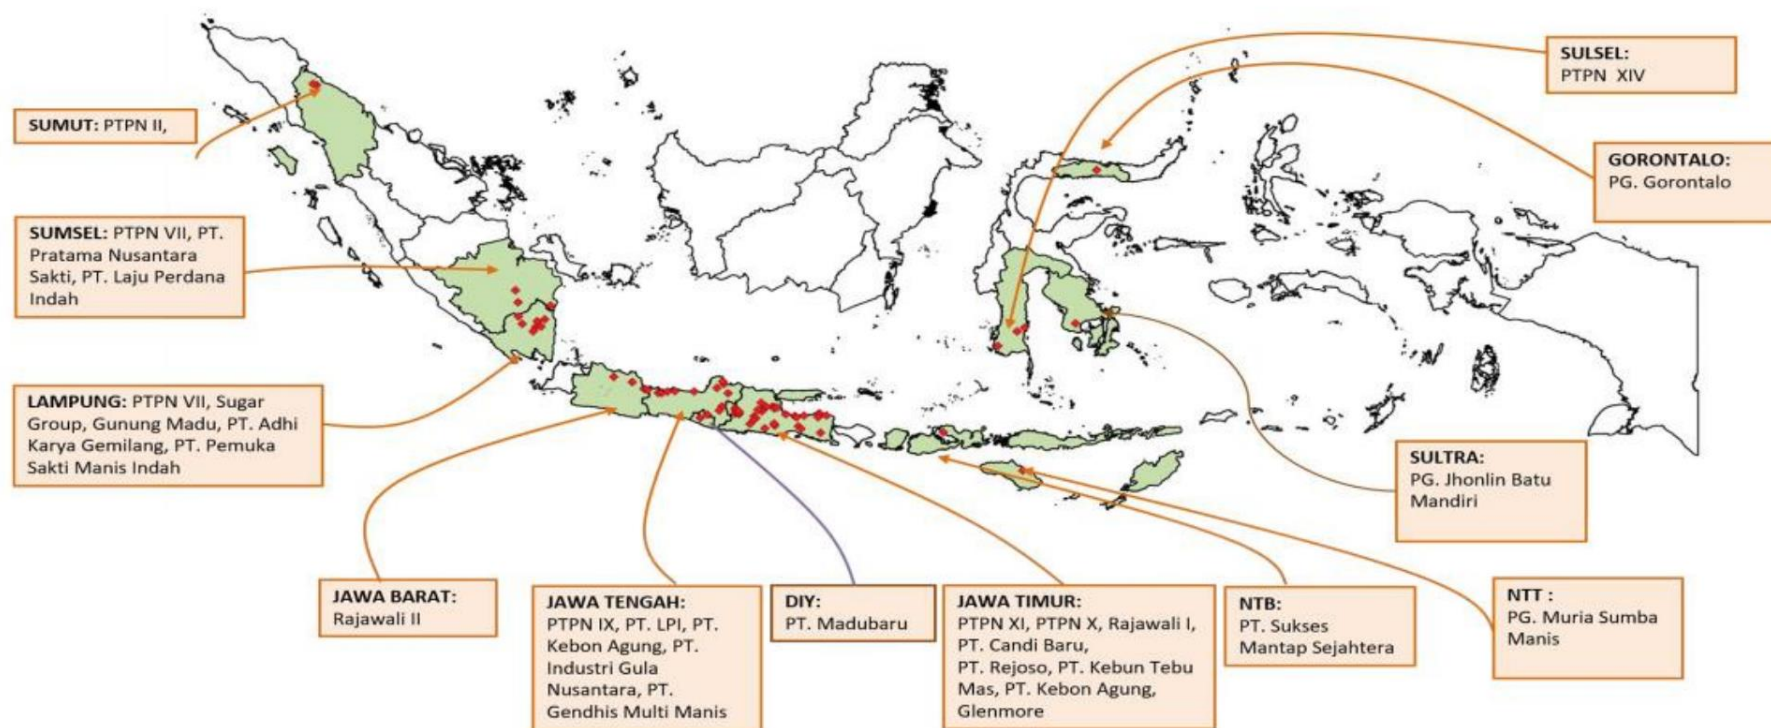 SUMUT: PTPN II,
SUMSEL: PTPN VII, PT.
Pratama Nusantara
Sakti, PT. Laju Perdana
Indah
LAMPUNG: PTPN VII, Sugar
Group, Gunung Madu, PT. Adhi
Karya Gemilang, PT. Pemuka
Sakti Manis Indah
JAWA BARAT:
Rajawali II
JAWA TENGAH:
PTPN IX, PT. LPI, PT.
Kebon Agung, PT.
Industri Gula
Nusantara, PT.
Gendhis Multi Manis
DIY:
PT. Madubaru
JAWA TIMUR:
PTPN XI, PTPN X, Rajawali I,
PT. Candi Baru,
PT. Rejoso, PT. Kebun Tebu
Mas, PT. Kebon Agung,
Glenmore
NTB:
PT. Sukses
Mantap Sejahtera
NTT :
PG. Muria Sumba
Manis
SULTRA:
PG. Jhonlin Batu
Mandiri
GORONTALO:
PG. Gorontalo
SULSEL:
PTPN XIV